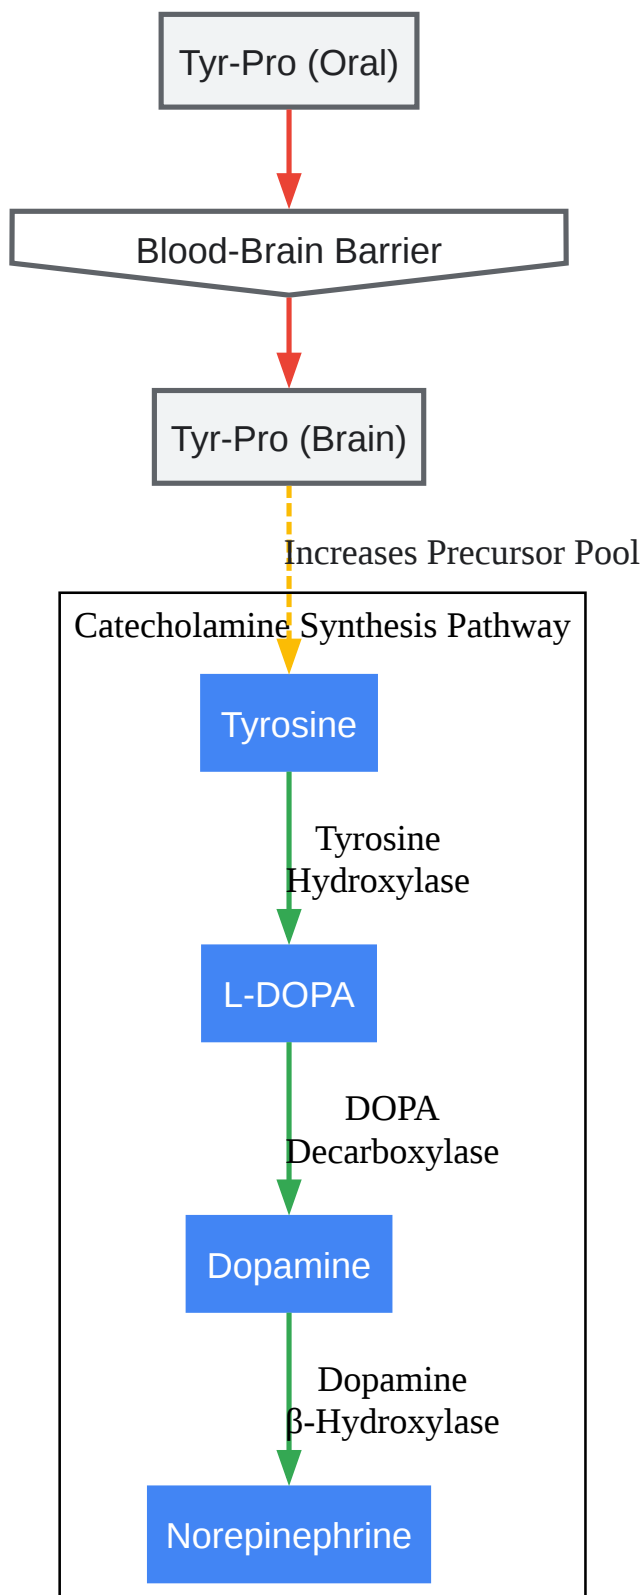 Tyr-Pro (Oral)
Blood-Brain Barrier
Tyr-Pro (Brain)
Increases Precursor Pool
Catecholamine Synthesis Pathway
Tyrosine
Tyrosine
Hydroxylase
L-DOPA
DOPA
Decarboxylase
Dopamine
Dopamine
β-Hydroxylase
Norepinephrine